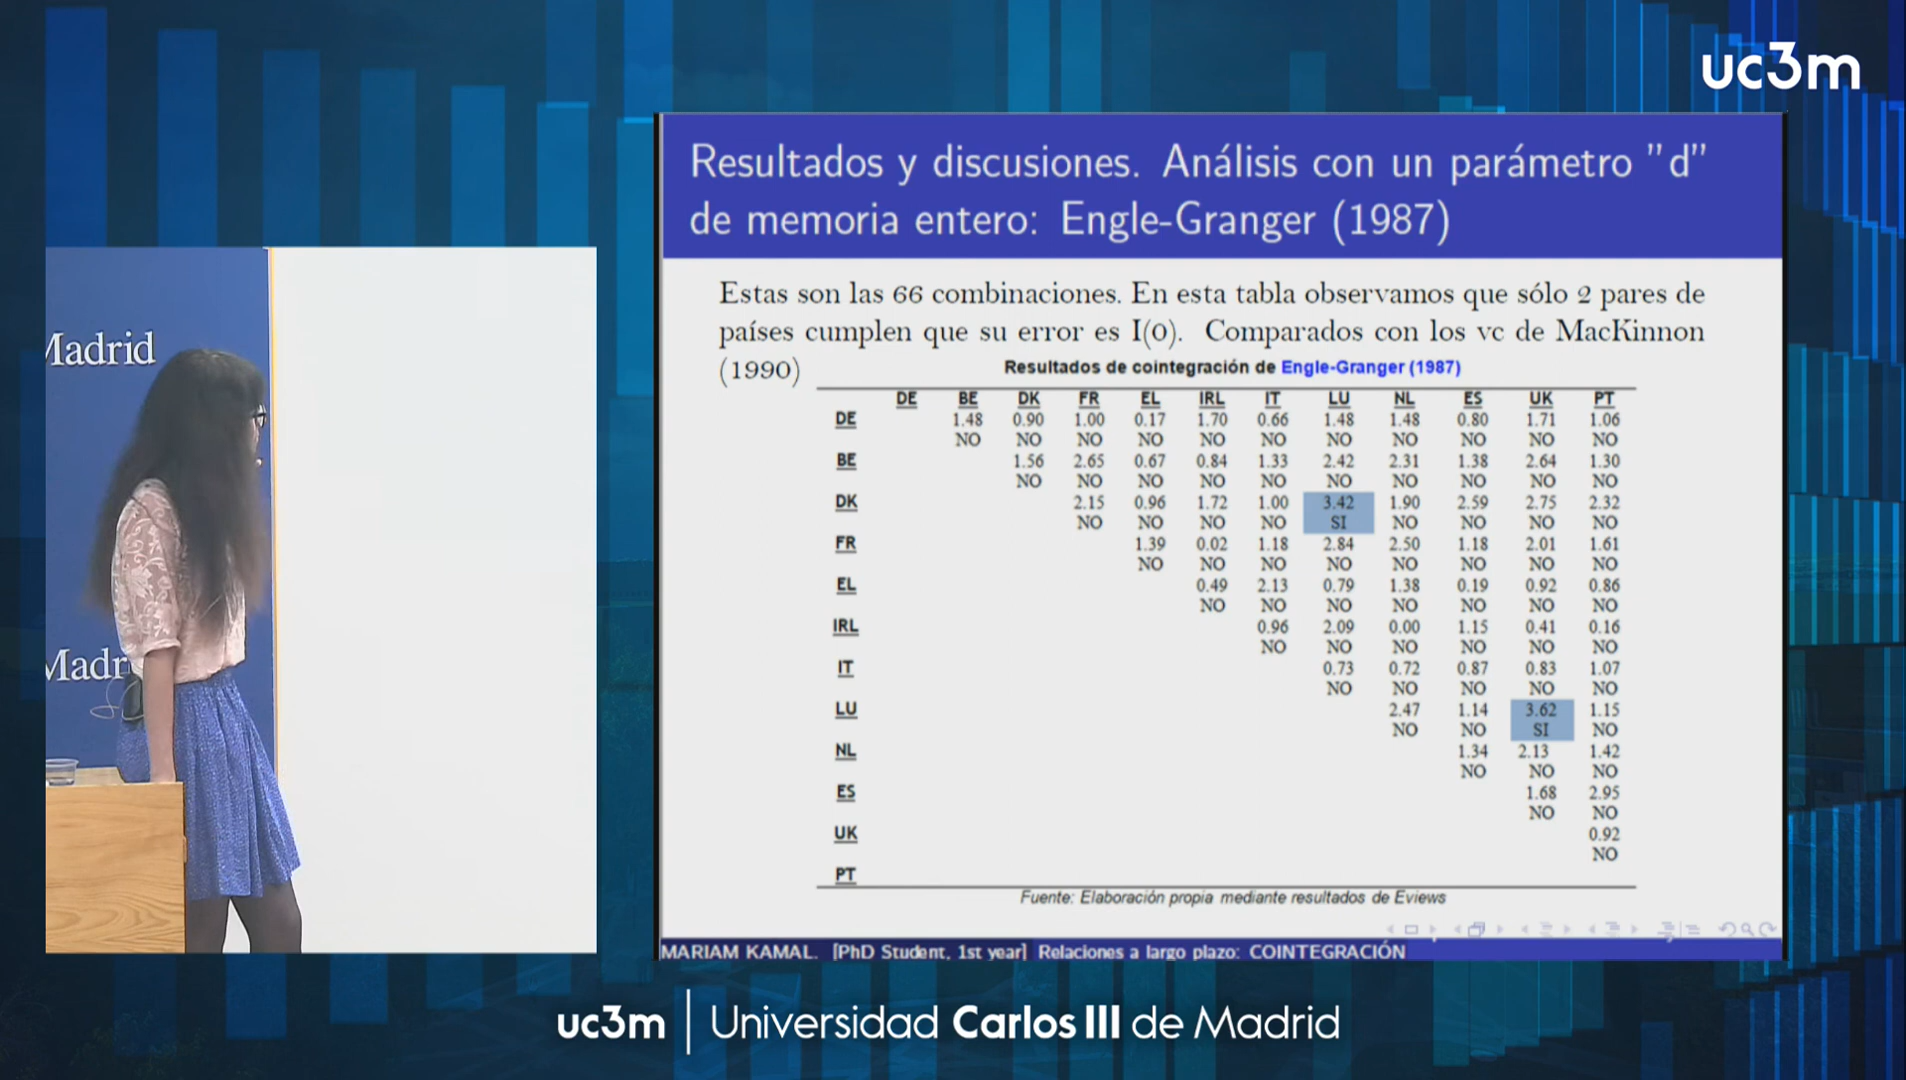 uc3m
Madrid
Madr
Resultados y discusiones. Análisis con un parámetro "d"
de memoria entero: Engle-Granger (1987)
Estas son las 66 combinaciones. En esta tabla observamos que sólo 2 pares de
países cumplen que su error es I(0). Comparados con los vc de MacKinnon
(1990)
Resultados de cointegración de Engle-Granger (1987)
DE BE DK FR EL IRL IT LU NL ES UK PT
DE 1.48 0.90 1.00 0.17 1.70 0.66 1.48 1.48 0.80 1.71 1.06
NO NO NO NO NO NO NO NO NO NO NO
BE 1.56 2.65 0.67 0.84 1.33 2.42 2.31 1.38 2.64 1.30
NO NO NO NO NO NO NO NO NO NO
DK 2.15 0.96 1.72 1.00 3.42 1.90 2.59 2.75 2.32
NO NO NO NO SI NO NO NO NO
FR 1.39 0.02 1.18 2.84 2.50 1.18 2.01 1.61
NO NO NO NO NO NO NO NO
EL 0.49 2.13 0.79 1.38 0.19 0.92 0.86
NO NO NO NO NO NO NO
IRL 0.96 2.09 0.00 1.15 0.41 0.16
NO NO NO NO NO NO
IT 0.73 0.72 0.87 0.83 1.07
NO NO NO NO NO
LU 2.47 1.14 3.62 1.15
NO NO SI NO
NL 1.34 2.13 1.42
NO NO NO
ES 1.68 2.95
NO NO
UK 0.92
NO
PT
Fuente: Elaboración propia mediante resultados de Eviews
MARIAM KAMAL. [PhD Student, 1st year] Relaciones a largo plazo: COINTEGRACIÓN
uc3m | Universidad Carlos III de Madrid